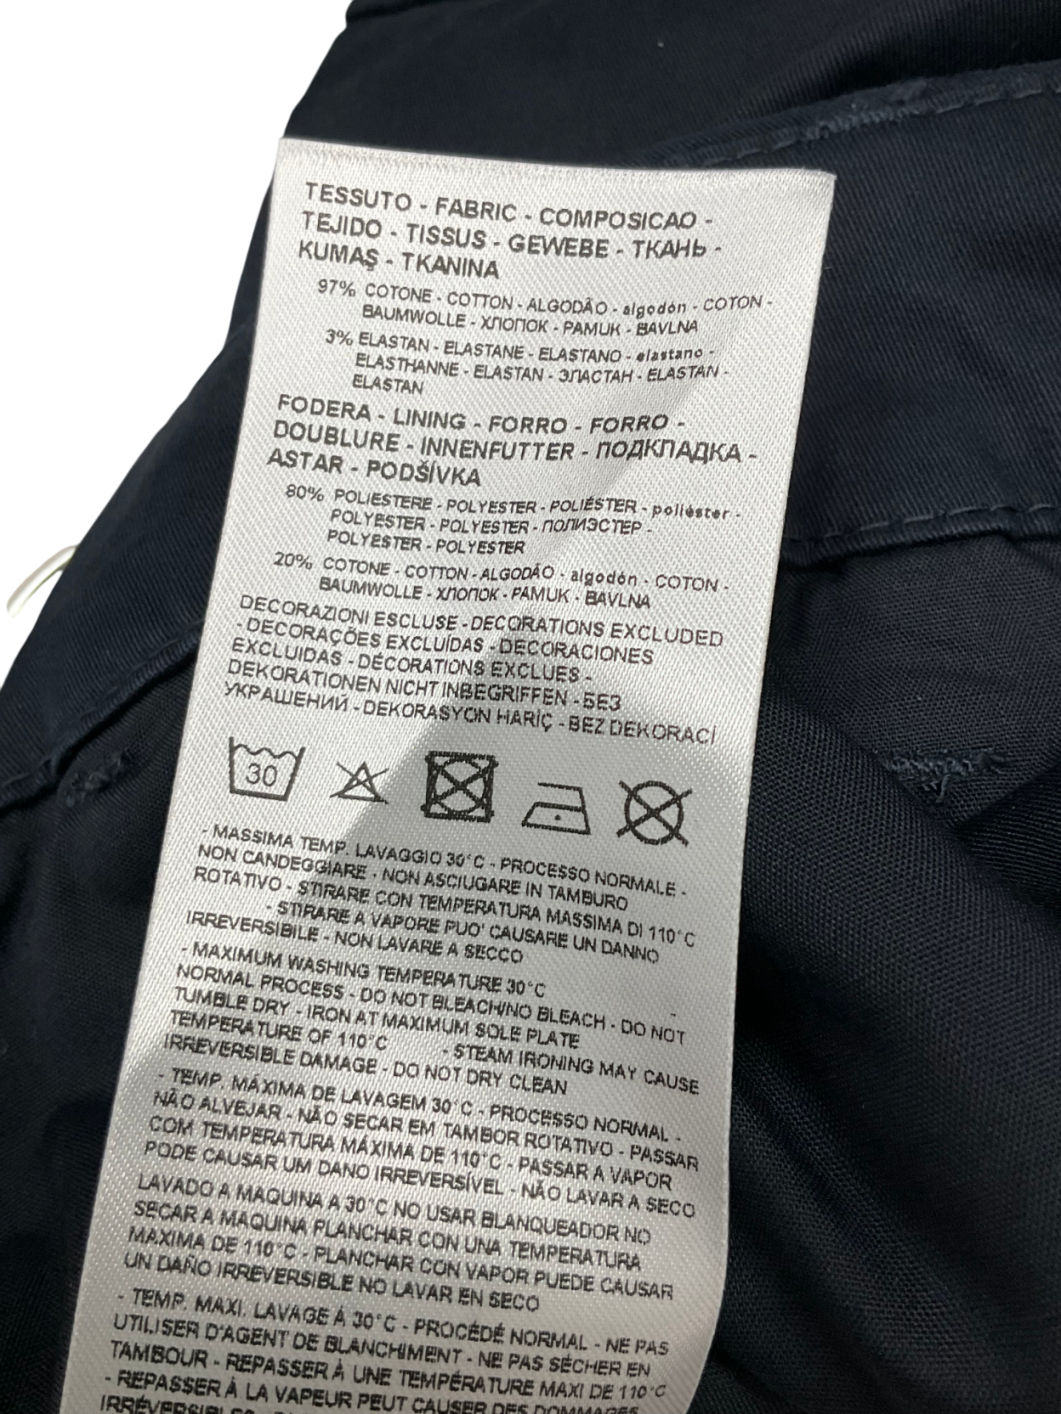 TESSUTO - FABRIC - COMPOSICAO -
TEJIDO - TISSUS - GEWEBE - ТКАНЬ -
KUMAŞ - TKANINA
97% COTONE - COTTON - ALGODÃO - algodón - COTON -
BAUMWOLLE - ХЛОПОК - PAMUK - BAVLNA
3% ELASTAN - ELASTANE - ELASTANO - elastano -
ELASTHANNE - ELASTAN - ЭЛАСТАН - ELASTAN -
ELASTAN
FODERA - LINING - FORRO - FORRO -
DOUBLURE - INNENFUTTER - ПОДКЛАДКА -
ASTAR - PODŠÍVKA
80% POLIESTERE - POLYESTER - POLIÉSTER - poliéster -
POLYESTER - POLYESTER - ПОЛИЭСТЕР -
POLYESTER - POLYESTER
20% COTONE - COTTON - ALGODÃO - algodón - COTON -
BAUMWOLLE - ХЛОПОК - PAMUK - BAVLNA
DECORAZIONI ESCLUSE - DECORATIONS EXCLUDED
- DECORAÇÕES EXCLUÍDAS - DECORACIONES
EXCLUIDAS - DÉCORATIONS EXCLUES -
DEKORATIONEN NICHT INBEGRIFFEN - БЕЗ
УКРАШЕНИЙ - DEKORASYON HARİÇ - BEZ DEKORACÍ
30
- MASSIMA TEMP. LAVAGGIO 30°C - PROCESSO NORMALE -
NON CANDEGGIARE - NON ASCIUGARE IN TAMBURO
ROTATIVO - STIRARE CON TEMPERATURA MASSIMA DI 110°C
- STIRARE A VAPORE PUO' CAUSARE UN DANNO
IRREVERSIBILE - NON LAVARE A SECCO
- MAXIMUM WASHING TEMPERATURE 30°C -
NORMAL PROCESS - DO NOT BLEACH/NO BLEACH - DO NOT
TUMBLE DRY - IRON AT MAXIMUM SOLE PLATE
TEMPERATURE OF 110°C - STEAM IRONING MAY CAUSE
IRREVERSIBLE DAMAGE - DO NOT DRY CLEAN
- TEMP. MÁXIMA DE LAVAGEM 30°C - PROCESSO NORMAL -
NÃO ALVEJAR - NÃO SECAR EM TAMBOR ROTATIVO - PASSAR
COM TEMPERATURA MÁXIMA DE 110°C - PASSAR A VAPOR
PODE CAUSAR UM DANO IRREVERSÍVEL - NÃO LAVAR A SECO
LAVADO A MAQUINA A 30°C NO USAR BLANQUEADOR NO
SECAR A MAQUINA PLANCHAR CON UNA TEMPERATURA
MAXIMA DE 110°C - PLANCHAR CON VAPOR PUEDE CAUSAR
UN DAÑO IRREVERSIBLE NO LAVAR EN SECO
- TEMP. MAXI. LAVAGE À 30°C - PROCÉDÉ NORMAL - NE PAS
UTILISER D'AGENT DE BLANCHIMENT - NE PAS SÉCHER EN
TAMBOUR - REPASSER À UNE TEMPÉRATURE MAXI DE 110°C
- REPASSER À LA VAPEUR PEUT CAUSER DES DOMMAGES